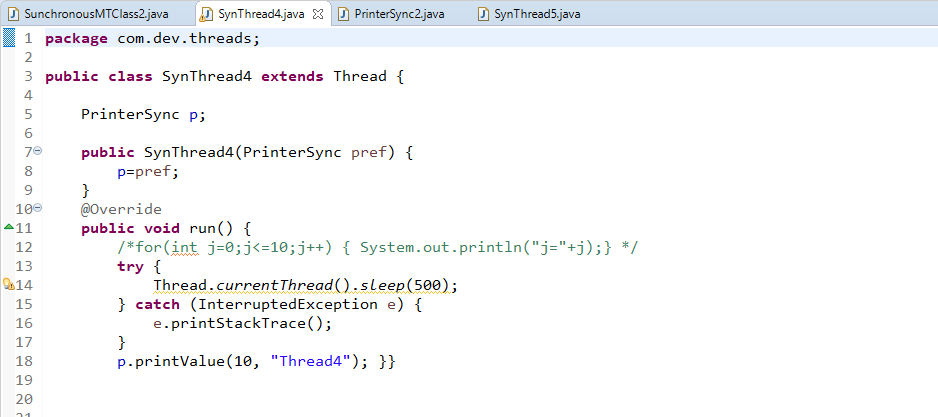 SunchronousMTClass2.java SynThread4.java PrinterSync2.java SynThread5.java
1 package com.dev.threads;
2
3 public class SynThread4 extends Thread {
4
5 PrinterSync p;
6
7 public SynThread4(PrinterSync pref) {
8 p=pref;
9 }
10 @Override
11 public void run() {
12 /*for(int j=0;j<=10;j++) { System.out.println("j="+j);} */
13 try {
14 Thread.currentThread().sleep(500);
15 } catch (InterruptedException e) {
16 e.printStackTrace();
17 }
18 p.printValue(10, "Thread4"); }}
19
20
21